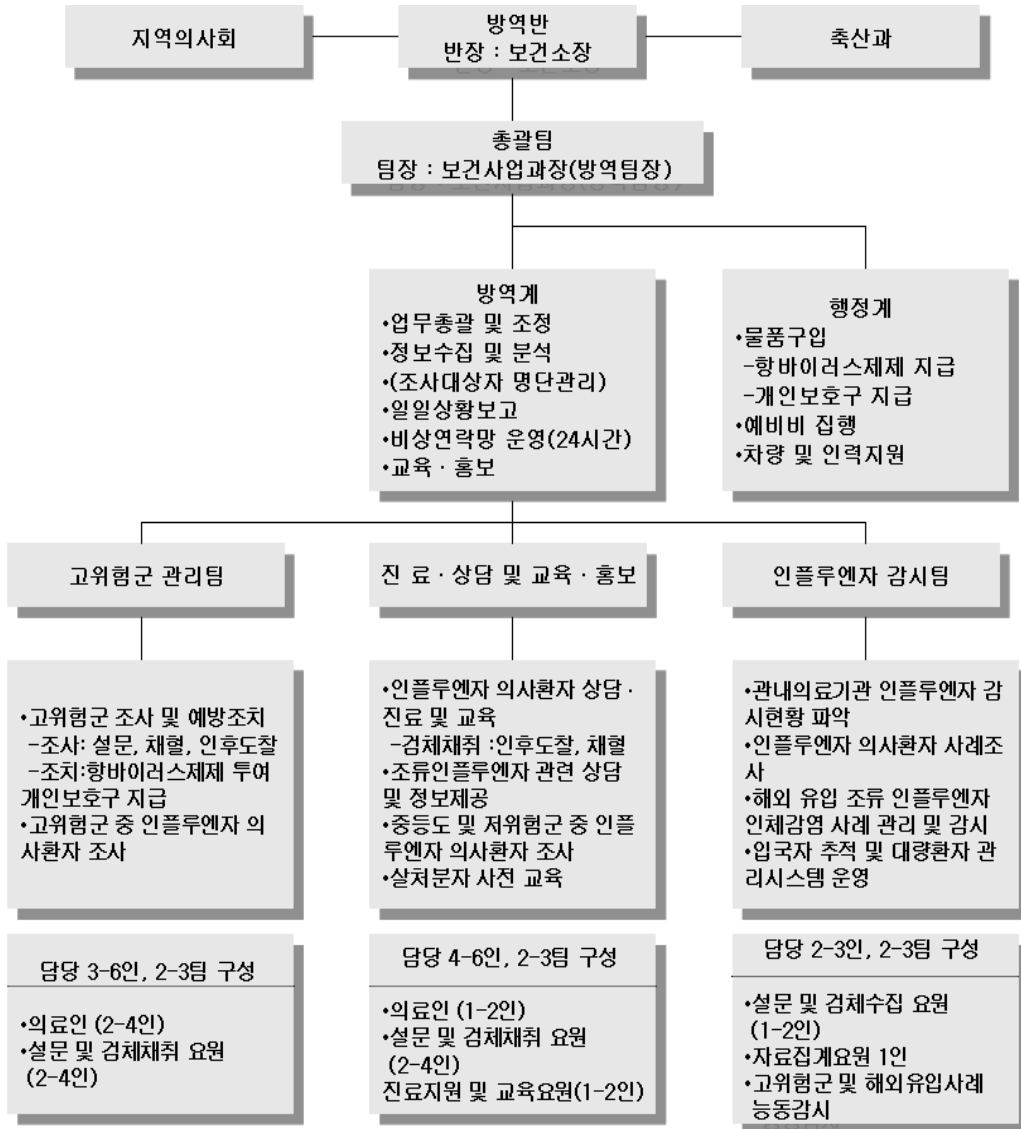 지역의사회
방역반
반장 : 보건소장
축산과
총괄팀
팀장 : 보건사업과장(방역팀장)
방역계
•업무총괄 및 조정
•정보수집 및 분석
•(조사대상자 명단관리)
•일일상황보고
•비상연락망 운영(24시간)
•교육 · 홍보
행정계
•물품구입
-항바이러스제제 지급
-개인보호구 지급
•예비비 집행
•차량 및 인력지원
고위험군 관리팀
진 료 · 상담 및 교육 · 홍보
인플루엔자 감시팀
•고위험군 조사 및 예방조치
-조사: 설문, 채혈, 인후도찰
-조치:항바이러스제제 투여
개인보호구 지급
•고위험군 중 인플루엔자 의
사환자 조사
•인플루엔자 의사환자 상담 ·
진료 및 교육
-검체채취 :인후도찰, 채혈
•조류인플루엔자 관련 상담
및 정보제공
•중등도 및 저위험군 중 인플
루엔자 의사환자 조사
•살처분자 사전 교육
•관내의료기관 인플루엔자 감
시현황 파악
•인플루엔자 의사환자 사례조
사
•해외 유입 조류 인플루엔자
인체감염 사례 관리 및 감시
•입국자 추적 및 대량환자 관
리시스템 운영
담당 3-6인, 2-3팀 구성
•의료인 (2-4인)
•설문 및 검체채취 요원
(2-4인)
담당 4-6인, 2-3팀 구성
•의료인 (1-2인)
•설문 및 검체채취 요원
(2-4인)
진료지원 및 교육요원(1-2인)
담당 2-3인, 2-3팀 구성
•설문 및 검체수집 요원
(1-2인)
•자료집계요원 1인
•고위험군 및 해외유입사례
능동감시